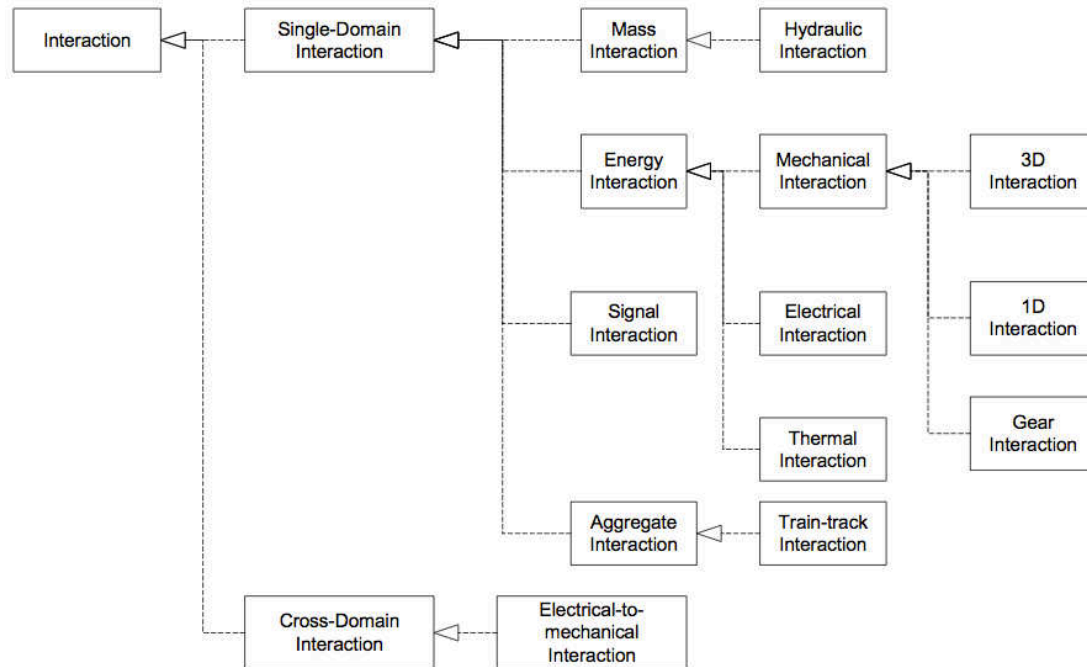 Interaction
Single-Domain
Interaction
Mass
Interaction
Hydraulic
Interaction
Energy
Interaction
Mechanical
Interaction
3D
Interaction
Signal
Interaction
Electrical
Interaction
1D
Interaction
Thermal
Interaction
Gear
Interaction
Aggregate
Interaction
Train-track
Interaction
Cross-Domain
Interaction
Electrical-to-
mechanical
Interaction